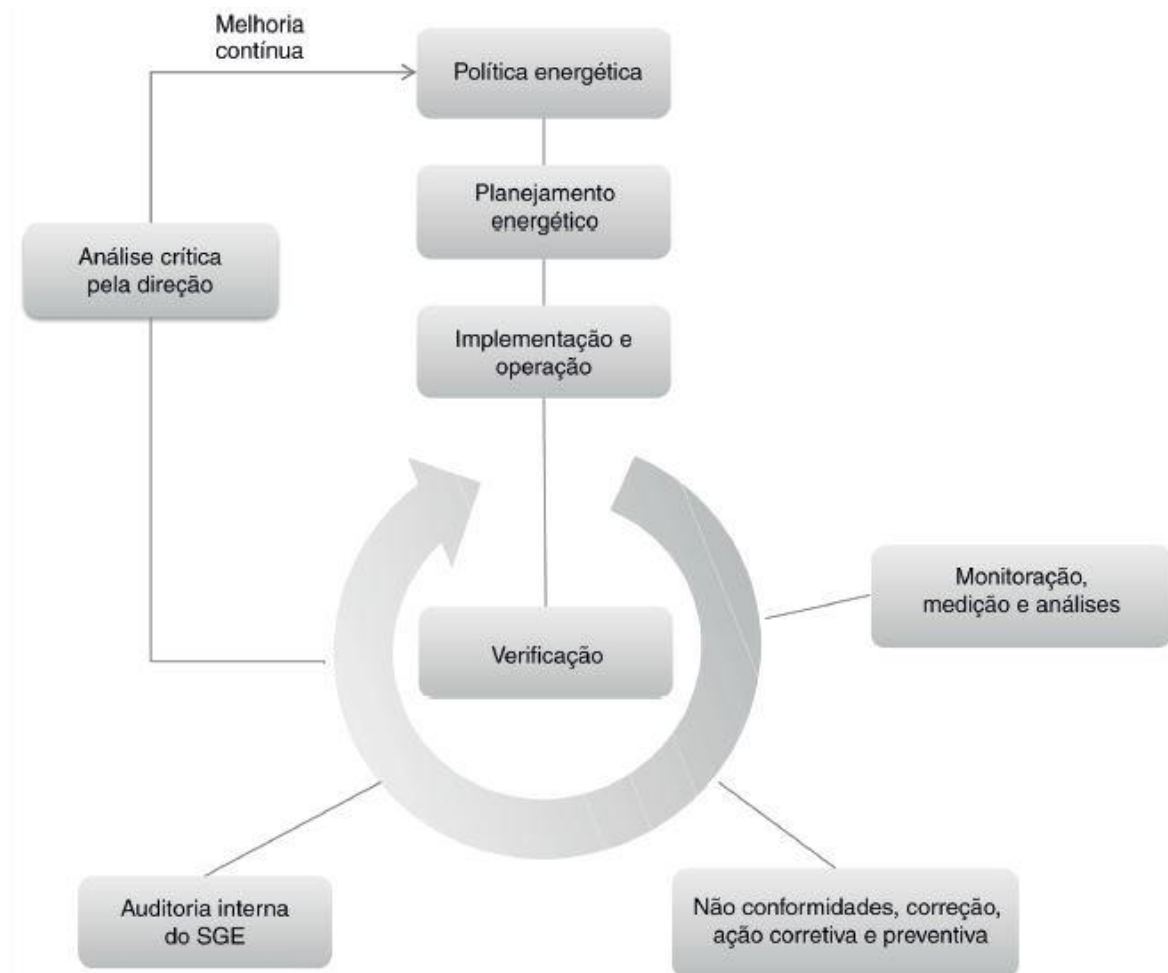 Melhoria
contínua
Política energética
Planejamento
energético
Análise crítica
pela direção
Implementação e
operação
Monitoração,
medição e análises
Verificação
Auditoria interna
do SGE
Não conformidades, correção,
ação corretiva e preventiva